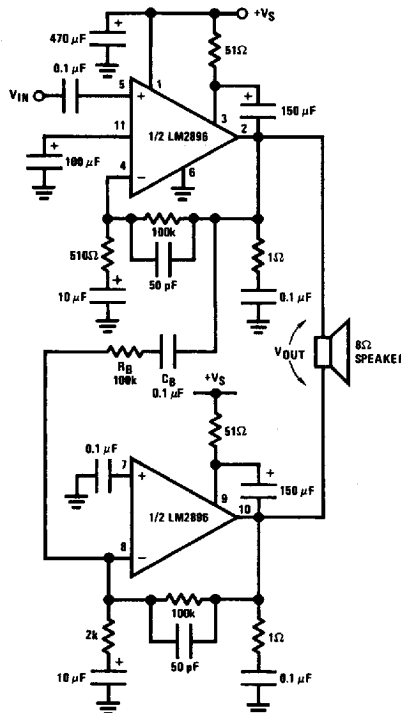 +VS
470 μF
+
51Ω
0.1 μF
+
150 μF
VIN
5
+
1
3
2
11
1/2 LM2896
+
100 μF
4
−
6
100k
510Ω
50 pF
1Ω
+
10 μF
0.1 μF
RB
100k
CB
0.1 μF
VOUT
8Ω
SPEAKER
+VS
51Ω
0.1 μF
7
+
+
150 μF
9
10
1/2 LM2896
8
−
100k
2k
50 pF
1Ω
+
10 μF
0.1 μF